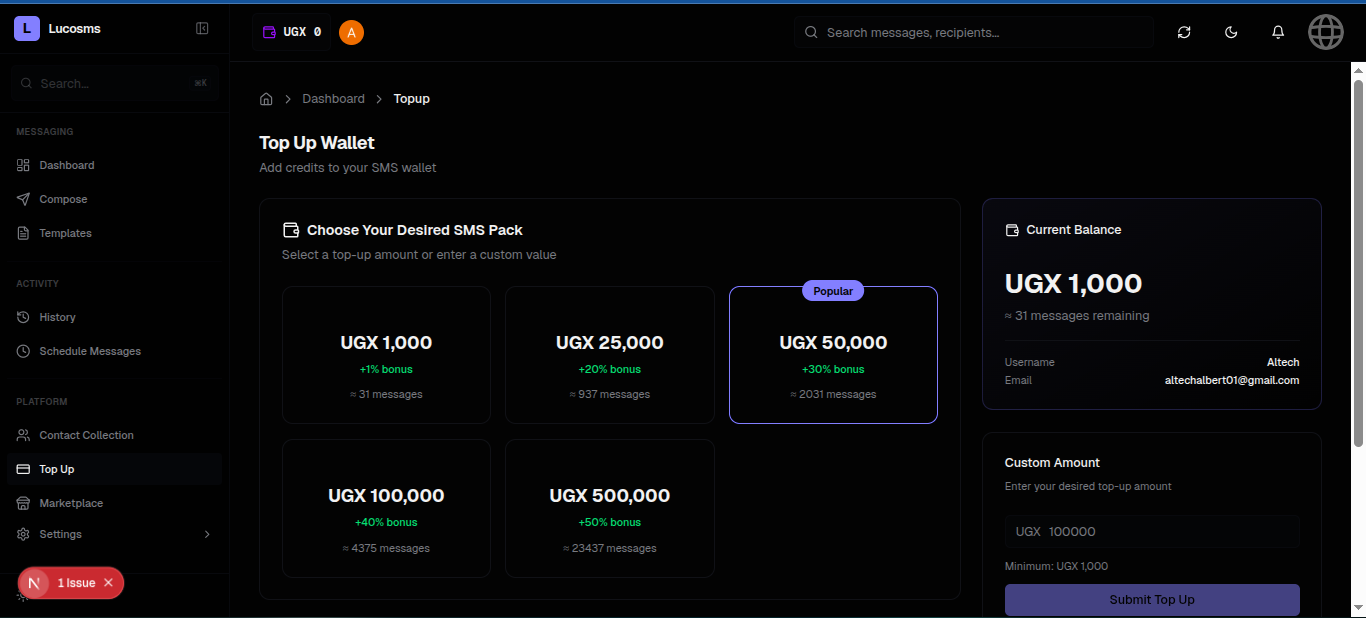 L Lucosms
UGX 0 A
Search messages, recipients...
Search... ⌘K
MESSAGING
Dashboard
Compose
Templates
ACTIVITY
History
Schedule Messages
PLATFORM
Contact Collection
Top Up
Marketplace
Settings
N 1 Issue
Dashboard > Topup
Top Up Wallet
Add credits to your SMS wallet
Choose Your Desired SMS Pack
Select a top-up amount or enter a custom value
UGX 1,000
+1% bonus
≈ 31 messages
UGX 25,000
+20% bonus
≈ 937 messages
Popular
UGX 50,000
+30% bonus
≈ 2031 messages
UGX 100,000
+40% bonus
≈ 4375 messages
UGX 500,000
+50% bonus
≈ 23437 messages
Current Balance
UGX 1,000
≈ 31 messages remaining
Username Altech
Email altechalbert01@gmail.com
Custom Amount
Enter your desired top-up amount
UGX 100000
Minimum: UGX 1,000
Submit Top Up